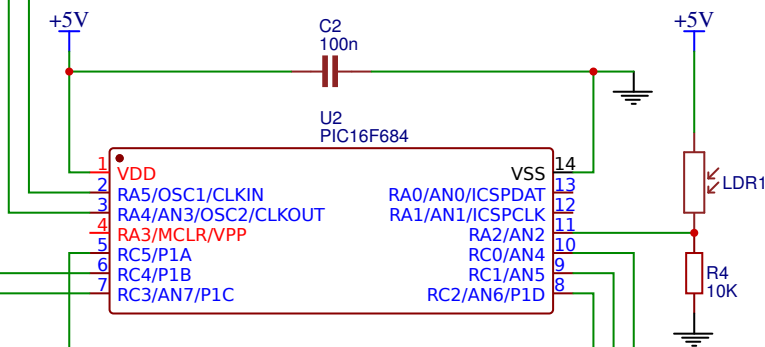 +5V
C2
100n
+5V
U2
PIC16F684
1 VDD
VSS 14
2 RA5/OSC1/CLKIN
RA0/AN0/ICSPDAT 13
3 RA4/AN3/OSC2/CLKOUT
RA1/AN1/ICSPCLK 12
4 RA3/MCLR/VPP
RA2/AN2 11
5 RC5/P1A
RC0/AN4 10
6 RC4/P1B
RC1/AN5 9
7 RC3/AN7/P1C
RC2/AN6/P1D 8
LDR1
R4
10K